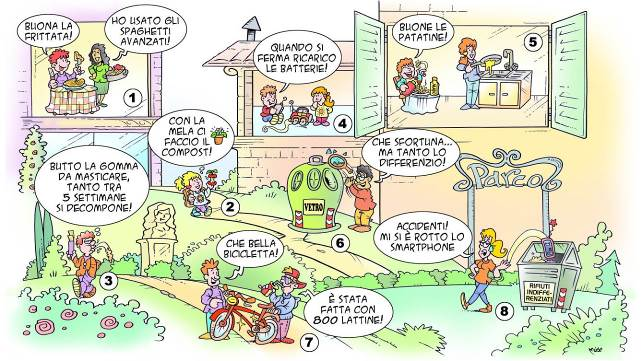 BUONA LA
FRITTATA!
HO USATO GLI
SPAGHETTI
AVANZATI!
1
QUANDO SI
FERMA RICARICO
LE BATTERIE!
4
BUONE LE
PATATINE!
5
CON LA
MELA CI
FACCIO IL
COMPOST!
2
BUTTO LA GOMMA
DA MASTICARE,
TANTO TRA
5 SETTIMANE
SI DECOMPONE!
3
CHE SFORTUNA...
MA TANTO LO
DIFFERENZIO!
VETRO
6
Parco
ACCIDENTI!
MI SI È ROTTO LO
SMARTPHONE
RIFIUTI
INDIFFE-
RENZIATI
8
CHE BELLA
BICICLETTA!
È STATA
FATTA CON
800 LATTINE!
7